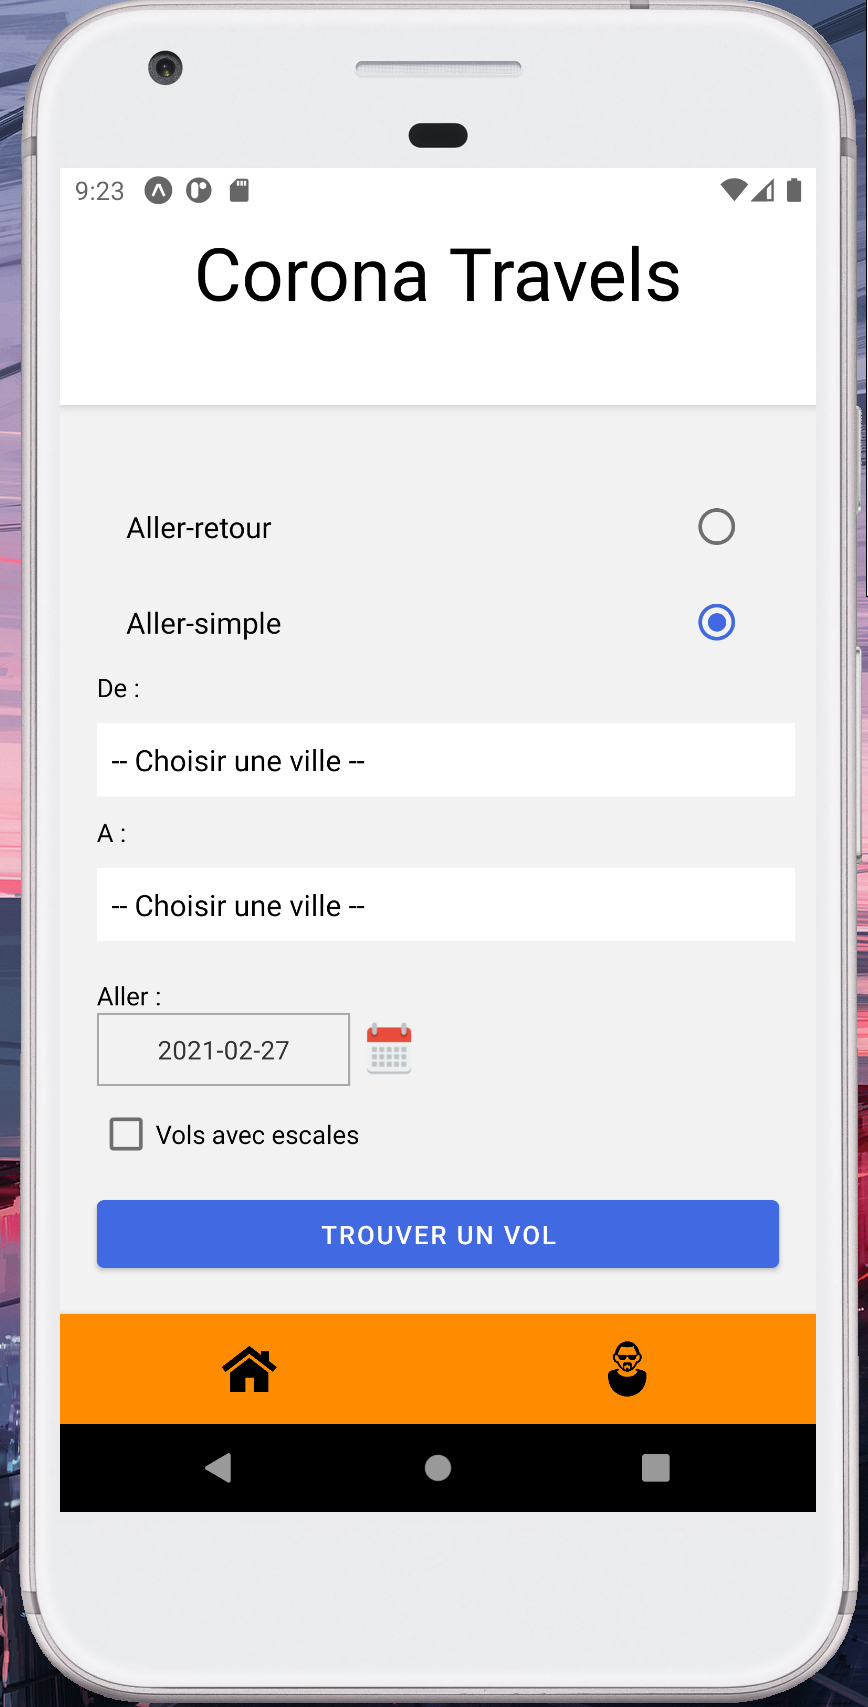 9:23
Corona Travels
Aller-retour
Aller-simple
De :
-- Choisir une ville --
A :
-- Choisir une ville --
Aller :
2021-02-27
Vols avec escales
TROUVER UN VOL